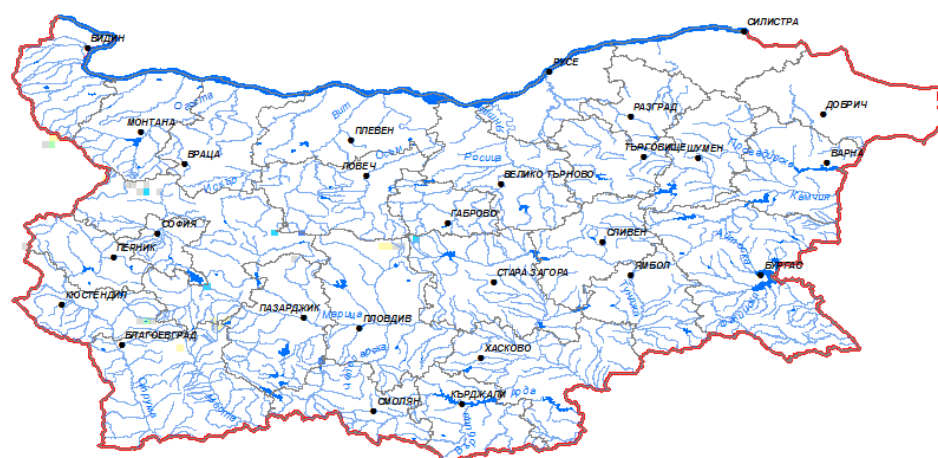 СИЛИСТРА
ВИДИН
РУСЕ
Огоста
Вит
РАЗГРАД
ДОБРИЧ
МОНТАНА
ПЛЕВЕН
ВРАЦА
Осъм
Росица
ТЪРГОВИЩЕ
ШУМЕН
Провадийска
ВАРНА
ЛОВЕЧ
Искър
ВЕЛИКО ТЪРНОВО
Камчия
ГАБРОВО
СОФИЯ
СЛИВЕН
ПЕРНИК
СТАРА ЗАГОРА
ЯМБОЛ
БУРГАС
КЮСТЕНДИЛ
ПАЗАРДЖИК
Марица
ПЛОВДИВ
Тунджа
БЛАГОЕВГРАД
ХАСКОВО
Струма
Места
КЪРДЖАЛИ
СМОЛЯН